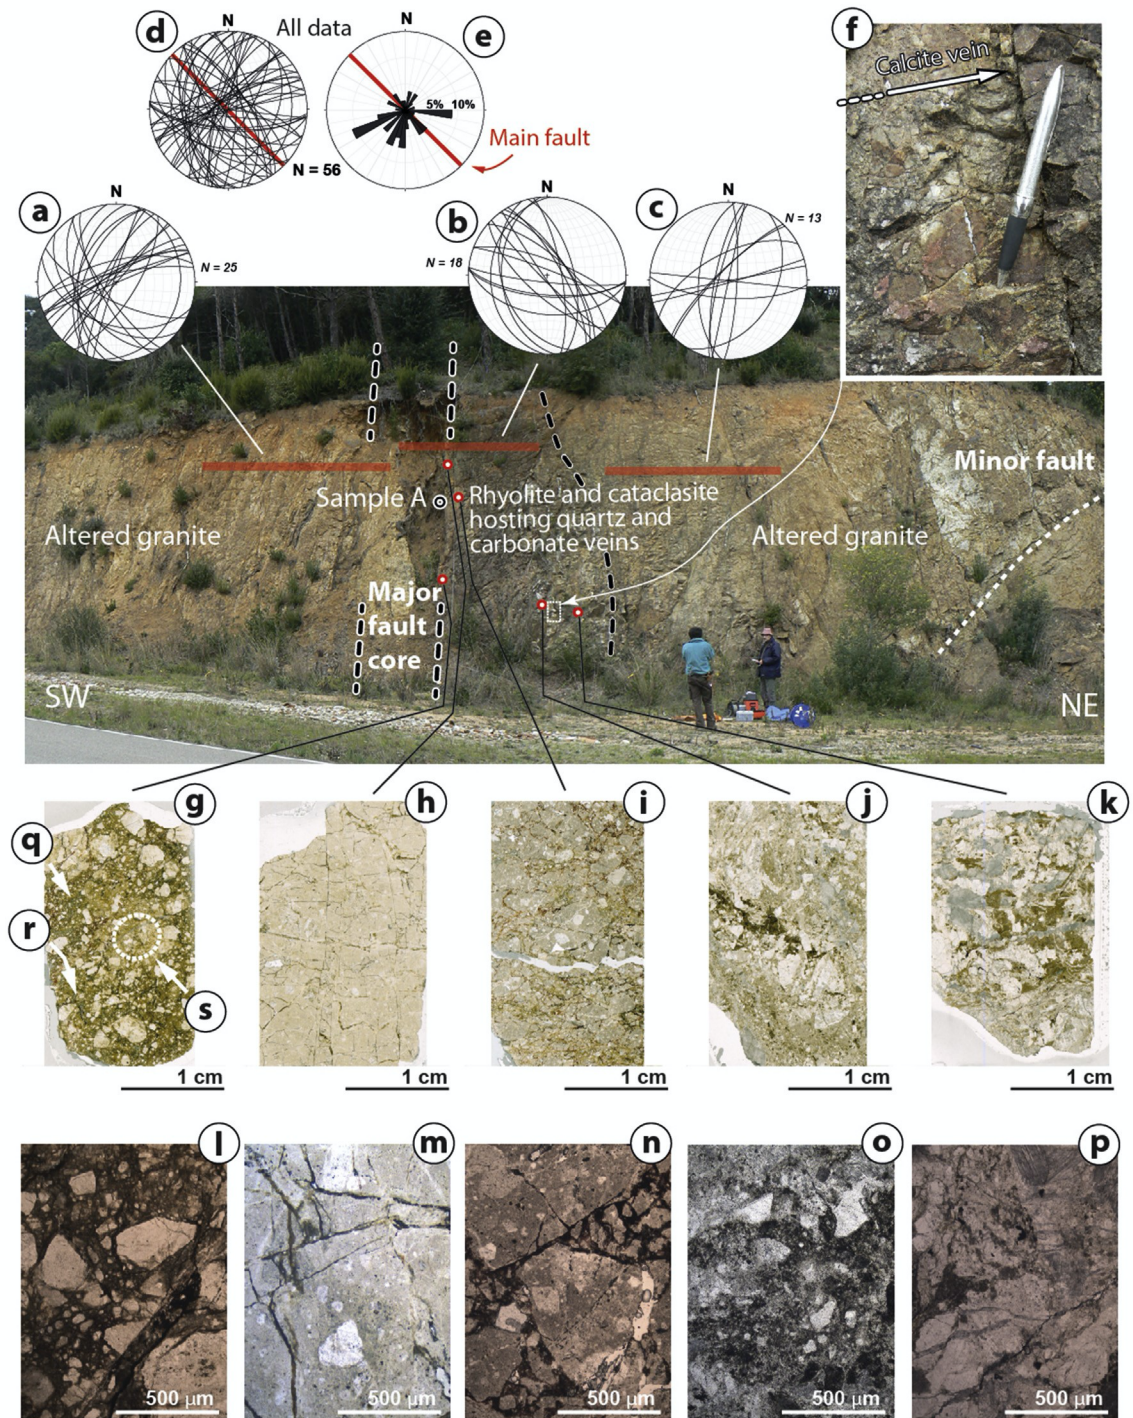 d
N
All data
N
e
f
Calcite vein
5% 10%
Main fault
N = 56
a
N
b
N
c
N
N = 13
N = 25
N = 18
Minor fault
Sample A
Rhyolite and cataclasite
hosting quartz and
carbonate veins
Altered granite
Altered granite
Major
fault
core
SW
NE
g
h
i
j
k
q
r
s
1 cm
1 cm
1 cm
1 cm
1 cm
l
m
n
o
p
500 µm
500 µm
500 µm
500 µm
500 µm